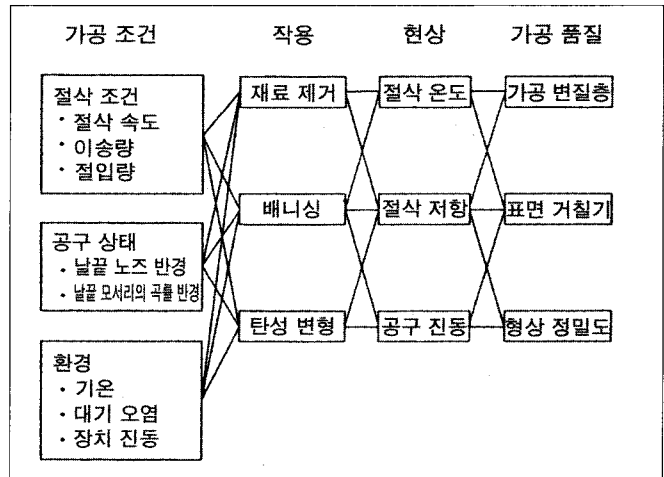 가공 조건 작용 현상 가공 품질
절삭 조건
· 절삭 속도
· 이송량
· 절입량
공구 상태
· 날끝 노즈 반경
· 날끝 모서리의 곡률 반경
환경
· 기온
· 대기 오염
· 장치 진동
재료 제거
배니싱
탄성 변형
절삭 온도
절삭 저항
공구 진동
가공 변질층
표면 거칠기
형상 정밀도